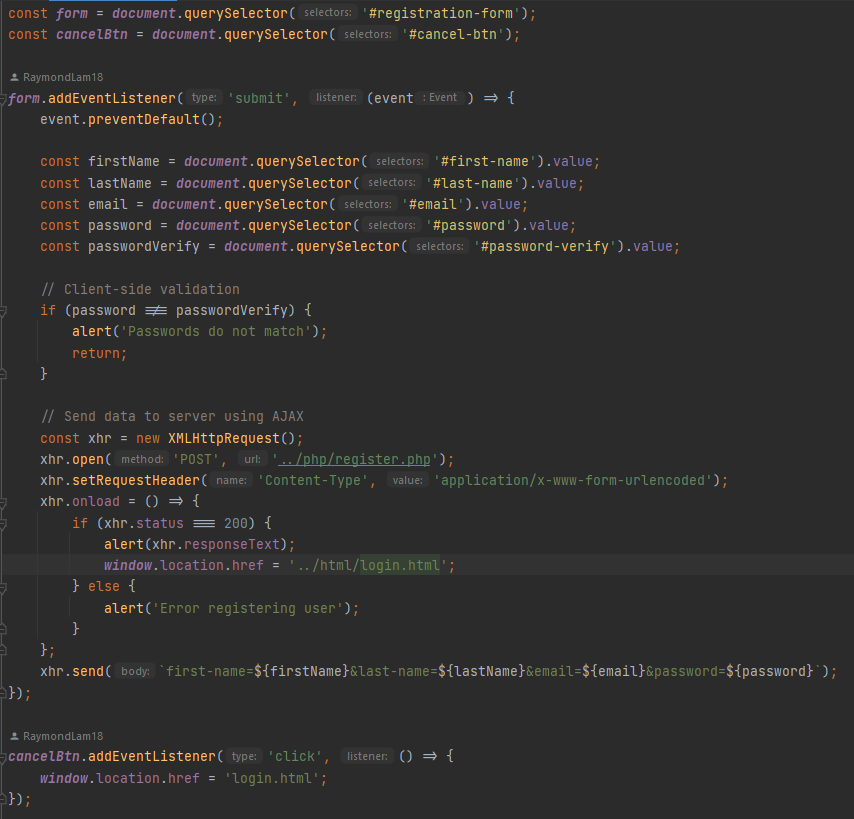 const form = document.querySelector( selectors: '#registration-form');
const cancelBtn = document.querySelector( selectors: '#cancel-btn');
RaymondLam18
form.addEventListener( type: 'submit', listener: (event : Event ) => {
event.preventDefault();
const firstName = document.querySelector( selectors: '#first-name').value;
const lastName = document.querySelector( selectors: '#last-name').value;
const email = document.querySelector( selectors: '#email').value;
const password = document.querySelector( selectors: '#password').value;
const passwordVerify = document.querySelector( selectors: '#password-verify').value;
// Client-side validation
if (password !== passwordVerify) {
alert('Passwords do not match');
return;
}
// Send data to server using AJAX
const xhr = new XMLHttpRequest();
xhr.open( method: 'POST', url: '../php/register.php');
xhr.setRequestHeader( name: 'Content-Type', value: 'application/x-www-form-urlencoded');
xhr.onload = () => {
if (xhr.status === 200) {
alert(xhr.responseText);
window.location.href = '../html/login.html';
} else {
alert('Error registering user');
}
};
xhr.send( body: `first-name=${firstName}&last-name=${lastName}&email=${email}&password=${password}`);
});
RaymondLam18
cancelBtn.addEventListener( type: 'click', listener: () => {
window.location.href = 'login.html';
});